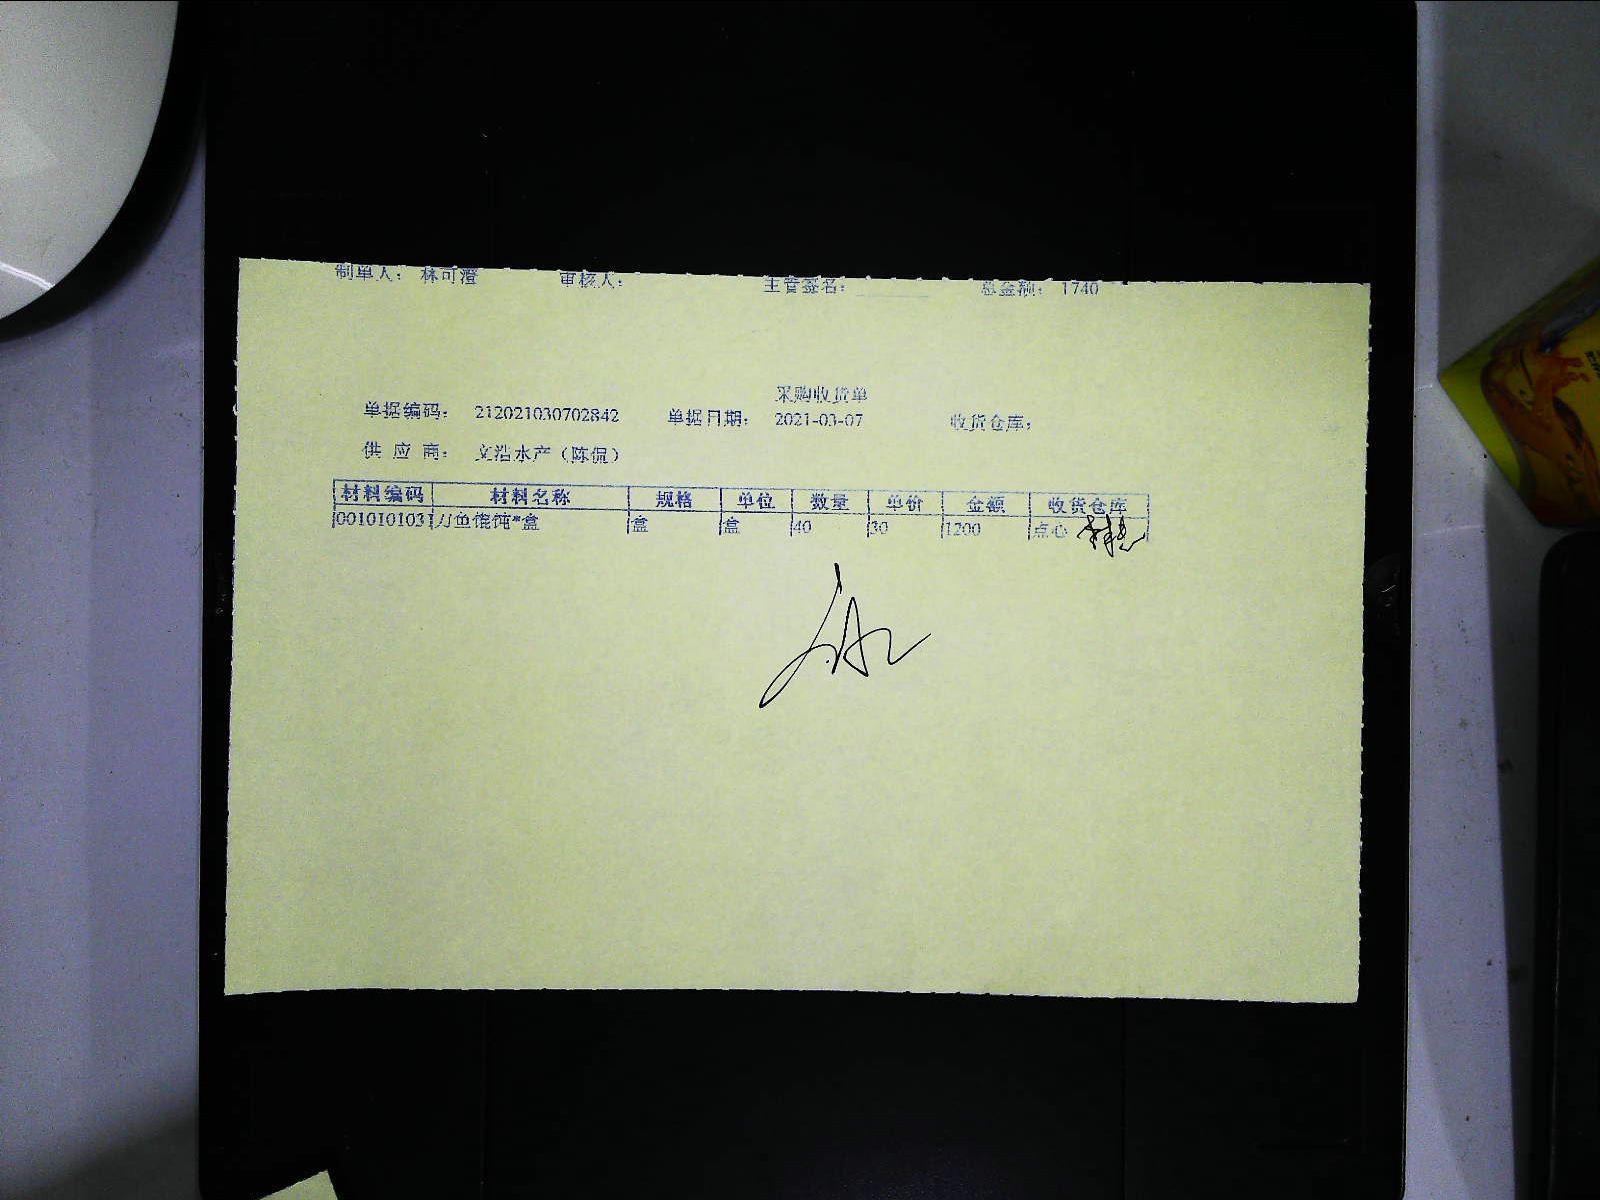 制单人： 林可澄 审核人： 主管签名： 总金额： 1740
采购收货单
单据编码： 212021030702842 单据日期： 2021-03-07 收货仓库：
供 应 商： 文浩水产（陈侃）
材料编码 材料名称 规格 单位 数量 单价 金额 收货仓库
001010103 刀鱼馄饨*盒 盒 盒 40 30 1200 点心